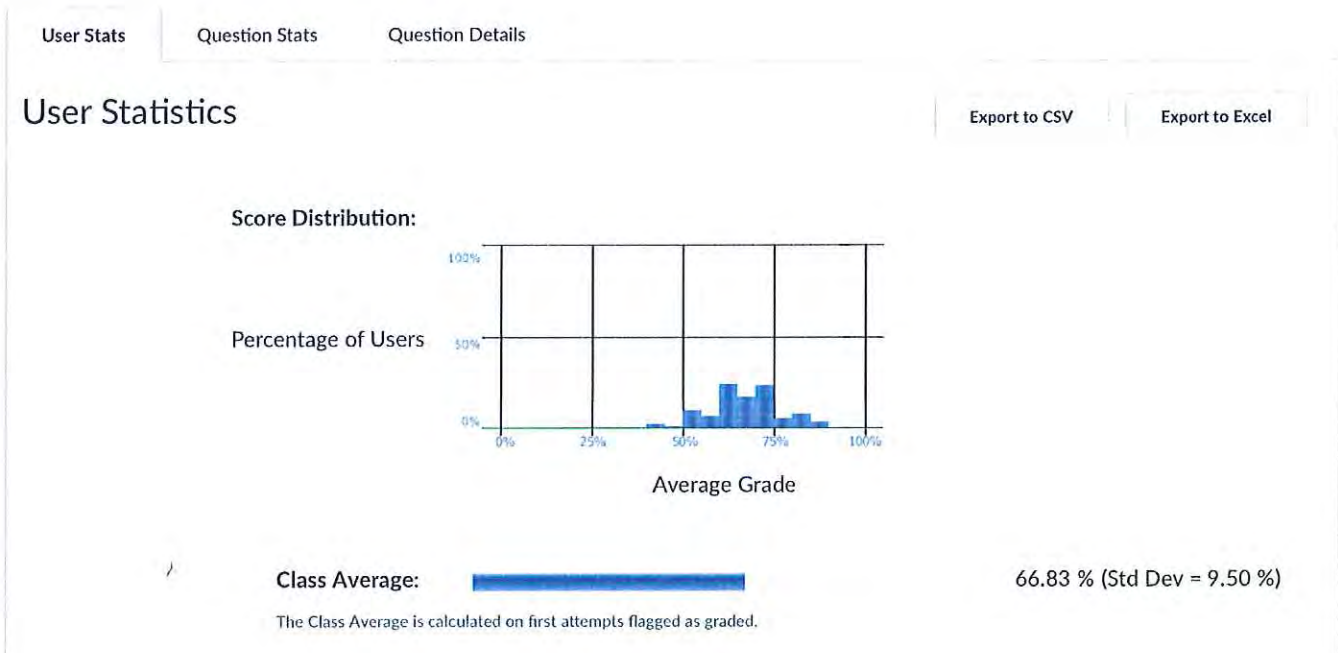 User Stats Question Stats Question Details
User Statistics
Export to CSV Export to Excel
Score Distribution:
100%
Percentage of Users
50%
0%
0% 25% 50% 75% 100%
Average Grade
Class Average:
66.83 % (Std Dev = 9.50 %)
The Class Average is calculated on first attempts flagged as graded.